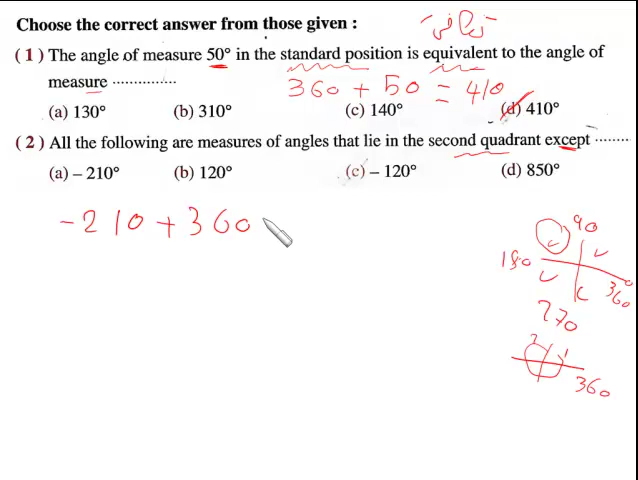 Choose the correct answer from those given :
تكافئ
( 1 ) The angle of measure 50° in the standard position is equivalent to the angle of
measure ...............
360 + 50 = 410
(a) 130° (b) 310° (c) 140° (d) 410°
( 2 ) All the following are measures of angles that lie in the second quadrant except .........
(a) – 210° (b) 120° (c) – 120° (d) 850°
-210 + 360
90
180
360
270
2 1
360